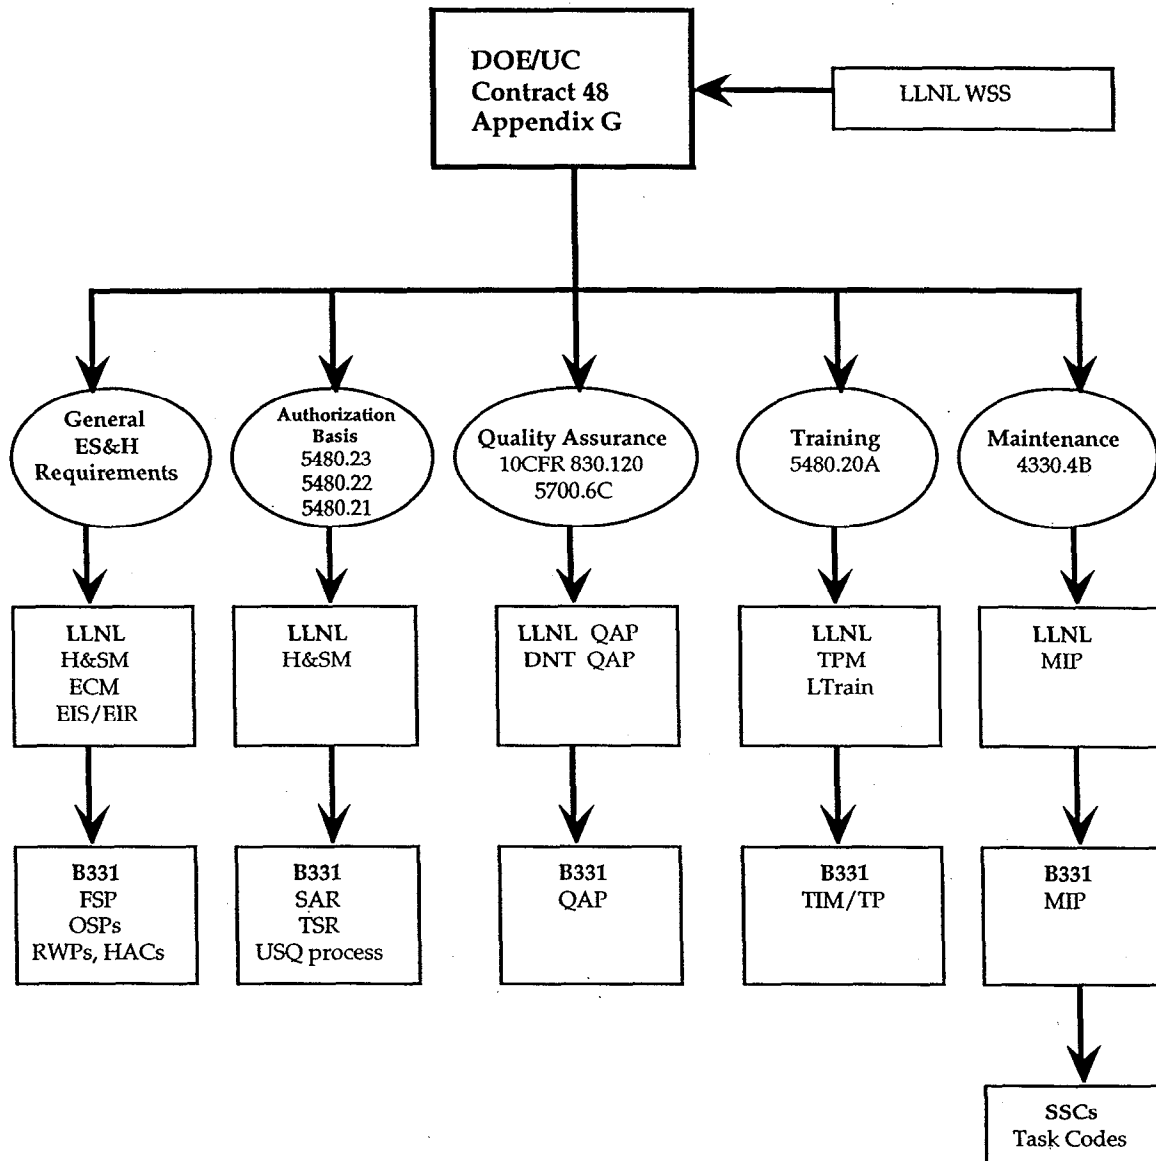 DOE/UC
Contract 48
Appendix G
LLNL WSS
General
ES&H
Requirements
Authorization
Basis
5480.23
5480.22
5480.21
Quality Assurance
10CFR 830.120
5700.6C
Training
5480.20A
Maintenance
4330.4B
LLNL
H&SM
ECM
EIS/EIR
LLNL
H&SM
LLNL QAP
DNT QAP
LLNL
TPM
LTrain
LLNL
MIP
B331
FSP
OSPs
RWPs, HACs
B331
SAR
TSR
USQ process
B331
QAP
B331
TIM/TP
B331
MIP
SSCs
Task Codes